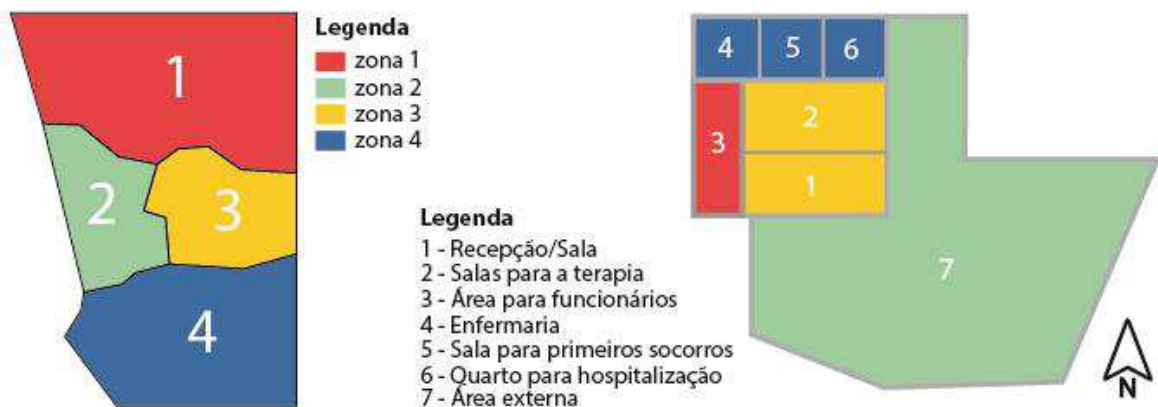 1
2
3
4
Legenda
zona 1
zona 2
zona 3
zona 4
Legenda
1 - Recepção/Sala
2 - Salas para a terapia
3 - Área para funcionários
4 - Enfermaria
5 - Sala para primeiros socorros
6 - Quarto para hospitalização
7 - Área externa
4 5 6
3
2
1
7
N